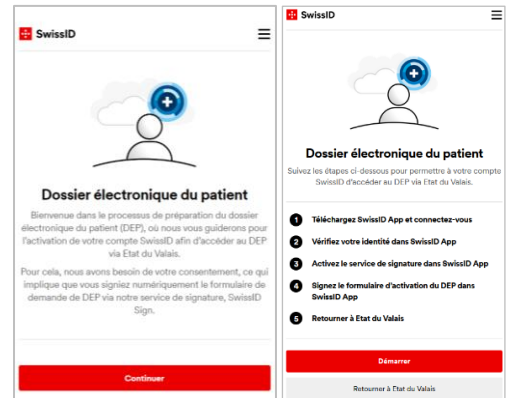 SwissID
Dossier électronique du patient
Bienvenue dans le processus de préparation du dossier
électronique du patient (DEP), où nous vous guiderons pour
l'activation de votre compte SwissID afin d'accéder au DEP
via Etat du Valais.
Pour cela, nous avons besoin de votre consentement, ce qui
implique que vous signiez numériquement le formulaire de
demande de DEP via notre service de signature, SwissID
Sign.
Continuer
SwissID
Dossier électronique du patient
Suivez les étapes ci-dessous pour permettre à votre compte
SwissID d'accéder au DEP via Etat du Valais.
1 Téléchargez SwissID App et connectez-vous
2 Vérifiez votre identité dans SwissID App
3 Activez le service de signature dans SwissID App
4 Signez le formulaire d'activation du DEP dans
SwissID App
5 Retourner à Etat du Valais
Démarrer
Retourner à Etat du Valais